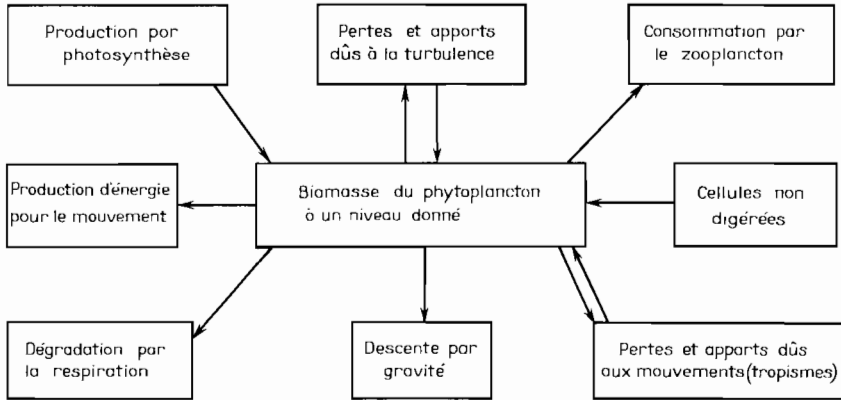 Production por
photosynthèse
Pertes et apports
dûs à la turbulence
Consommation par
le zooplancton
Production d'énergie
pour le mouvement
Biomasse du phytoplancton
à un niveau donné
Cellules non
digérées
Dégradation par
la respiration
Descente par
gravité
Pertes et apports dûs
aux mouvements (tropismes)